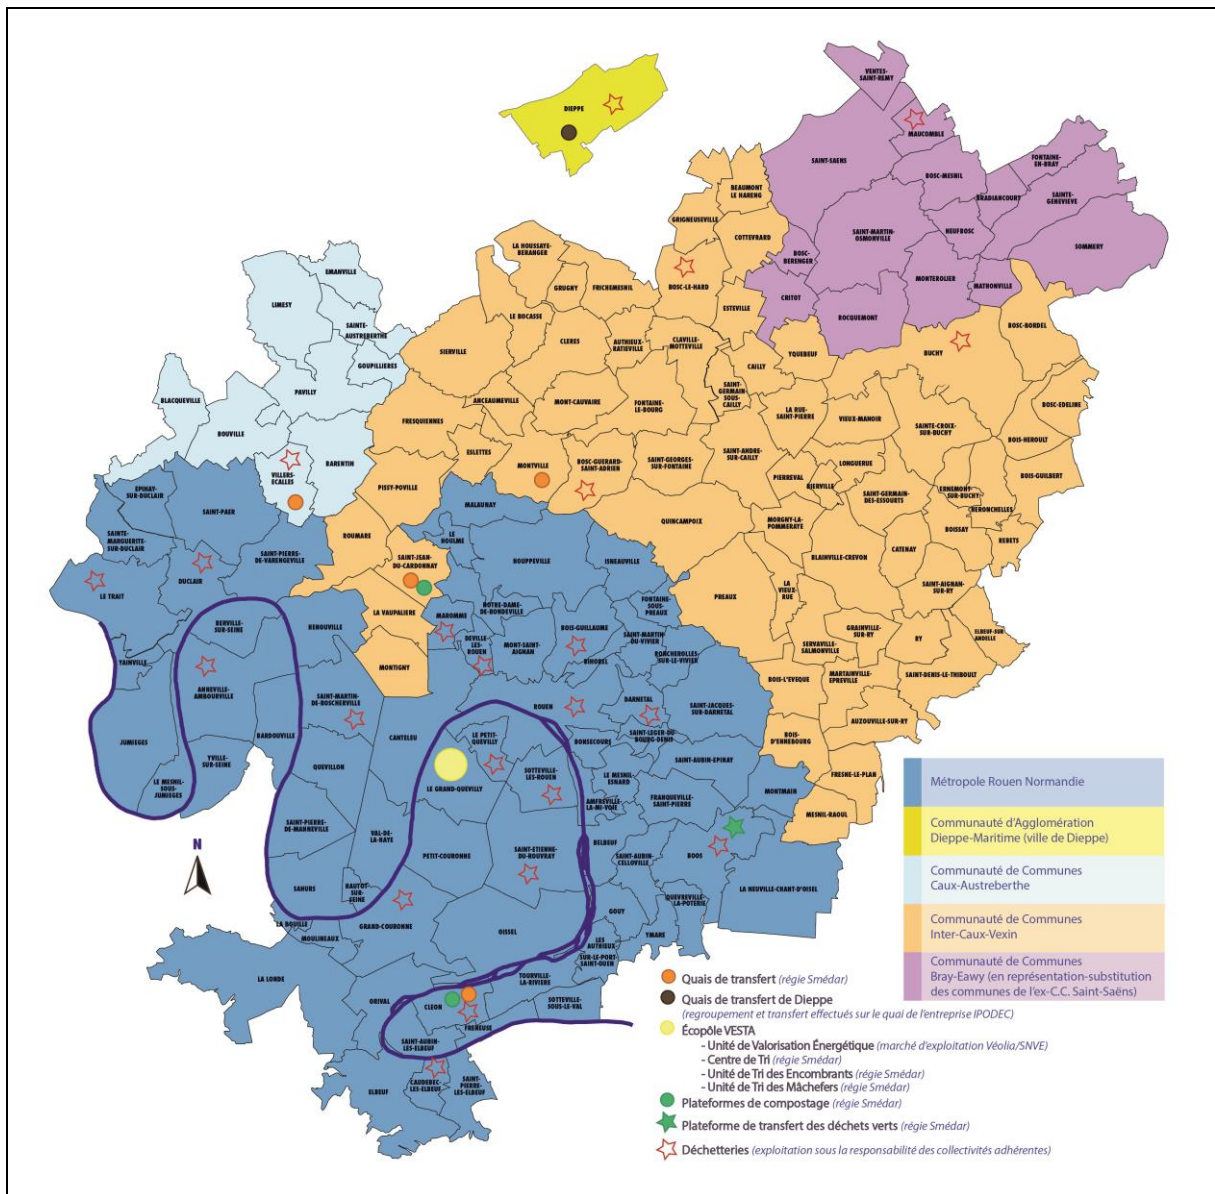 VENTES-
SAINT-REMY
DIEPPE
MAUCOMBLE
SAINT-SAENS
FONTAINE-
EN-BRAY
BOSC-MESNIL
BEAUMONT
LE HARENG
BRADIANCOURT
SAINTE-
GENEVIEVE
GRIGNEUSEVILLE
COTTEVRARD
SAINT-MARTIN-
OSMONVILLE
NEUFBOSC
SOMMERY
LA HOUSSAYE-
BERANGER
BOSC-
BERENGER
EMANVILLE
MONTEROLIER
MATHONVILLE
GRUGNY
FRICHEMESNIL
BOSC-LE-HARD
CRITOT
LIMESY
ESTEVILLE
ROCQUEMONT
LE BOCASSE
BOSC-BORDEL
SAINTE-
AUSTREBERTHE
CLERES
AUTHIEUX-
RATIEVILLE
CLAVILLE-
MOTTEVILLE
SIERVILLE
YQUEBEUF
BUCHY
GOUPILLIERES
CAILLY
PAVILLY
SAINT-
GERMAIN
SOUS-
CAILLY
BLACQUEVILLE
ANCEAUMEVILLE
MONT-CAUVAIRE
FONTAINE-
LE-BOURG
BOSC-EDELINE
LA RUE-
SAINT-PIERRE
VIEUX-MANOIR
FRESQUIENNES
SAINTE-CROIX-
SUR-BUCHY
BOUVILLE
BOIS-HEROULT
BARENTIN
ESLETTES
SAINT-ANDRE-
SUR-CAILLY
BOSC-GUERARD-
SAINT-ADRIEN
SAINT-GEORGES-
SUR-FONTAINE
LONGUERUE
MONTVILLE
VILLERS-
ECALLES
PIERREVAL
BOIS-GUILBERT
PISSY-POVILLE
EPINAY-
SUR-DUCLAIR
ERNEMONT-
SUR-BUCHY
SAINT-GERMAIN-
DES-ESSOURTS
MALAUNAY
SAINT-PAER
QUINCAMPOIX
MORGNY-LA-
POMMERAYE
BOISSAY
SAINTE-
MARGUERITE-
SUR-DUCLAIR
ROUMARE
LE
HOULME
REBETS
CATENAY
BLAINVILLE-CREVON
SAINT-PIERRE-
DE-VARENGEVILLE
SAINT-JEAN-
DU-CARDONNAY
HOUPPEVILLE
ISNEAUVILLE
DUCLAIR
LE TRAIT
LA
VIEUX-
RUE
SAINT-AIGNAN-
SUR-RY
PREAUX
FONTAINE-
SOUS-
PREAUX
NOTRE-DAME-
DE-BONDEVILLE
LA VAUPALIERE
MAROMME
BERVILLE-
SUR-SEINE
HENOUVILLE
BOIS-GUILLAUME
GRAINVILLE-
SUR-RY
ELBEUF-SUR-
ANDELLE
DEVILLE-
LES-
ROUEN
MONT-SAINT-
AIGNAN
SAINT-MARTIN-
DU-VIVIER
RY
SERVAVILLE-
SALMONVILLE
YAINVILLE
BIHOREL
RONCHEROLLES-
SUR-LE-VIVIER
MONTIGNY
BOIS-L'EVEQUE
MARTAINVILLE-
EPREVILLE
SAINT-DENIS-LE-THIBOULT
ANNEVILLE-
AMBOURVILLE
SAINT-MARTIN-
DE-BOSCHERVILLE
DARNETAL
ROUEN
SAINT-JACQUES-
SUR-DARNETAL
AUZOUVILLE-SUR-RY
BARDOUVILLE
CANTELEU
LE PETIT-
QUEVILLY
SAINT-LEGER-DU-
BOURG-DENIS
BOIS-
D'ENNEBOURG
JUMIEGES
BONSECOURS
YVILLE-
SUR-SEINE
SAINT-AUBIN-EPINAY
QUEVILLON
SOTTEVILLE-
LES-ROUEN
LE MESNIL-
SOUS-
JUMIEGES
LE MESNIL-
ESNARD
FRESNE-LE-PLAN
LE GRAND-QUEVILLY
MONTMAIN
FRANQUEVILLE-
SAINT-PIERRE
AMFREVILLE-
LA-MI-VOIE
MESNIL-RAOUL
SAINT-PIERRE-
DE-MANNEVILLE
VAL-DE-
LA-HAYE
BELBEUF
PETIT-COURONNE
SAINT-ETIENNE-
DU-ROUVRAY
SAINT-AUBIN-
CELLOVILLE
BOOS
SAHURS
HAUTOT-
SUR-
SEINE
LA NEUVILLE-CHANT-D'OISEL
QUEVREVILLE-
LA-POTERIE
GOUY
LA BOUILLE
GRAND-COURONNE
OISSEL
MOULINEAUX
YMARE
LES
AUTHIEUX-
SUR-LE-PORT-
SAINT-OUEN
LA LONDE
TOURVILLE-
LA-RIVIERE
ORIVAL
CLEON
SOTTEVILLE-
SOUS-LE-VAL
FRENEUSE
SAINT-AUBIN-
LES-ELBEUF
CAUDEBEC-
LES-ELBEUF
SAINT-
PIERRE-
LES-ELBEUF
ELBEUF
N
Métropole Rouen Normandie
Communauté d'Agglomération
Dieppe-Maritime (ville de Dieppe)
Communauté de Communes
Caux-Austreberthe
Communauté de Communes
Inter-Caux-Vexin
Communauté de Communes
Bray-Eawy (en représentation-substitution
des communes de l'ex-C.C. Saint-Saëns)
Quais de transfert (régie Smédar)
Quais de transfert de Dieppe
(regroupement et transfert effectués sur le quai de l'entreprise IPODEC)
Écopôle VESTA
- Unité de Valorisation Énergétique (marché d'exploitation Véolia/SNVE)
- Centre de Tri (régie Smédar)
- Unité de Tri des Encombrants (régie Smédar)
- Unité de Tri des Mâchefers (régie Smédar)
Plateformes de compostage (régie Smédar)
Plateforme de transfert des déchets verts (régie Smédar)
Déchetteries (exploitation sous la responsabilité des collectivités adhérentes)